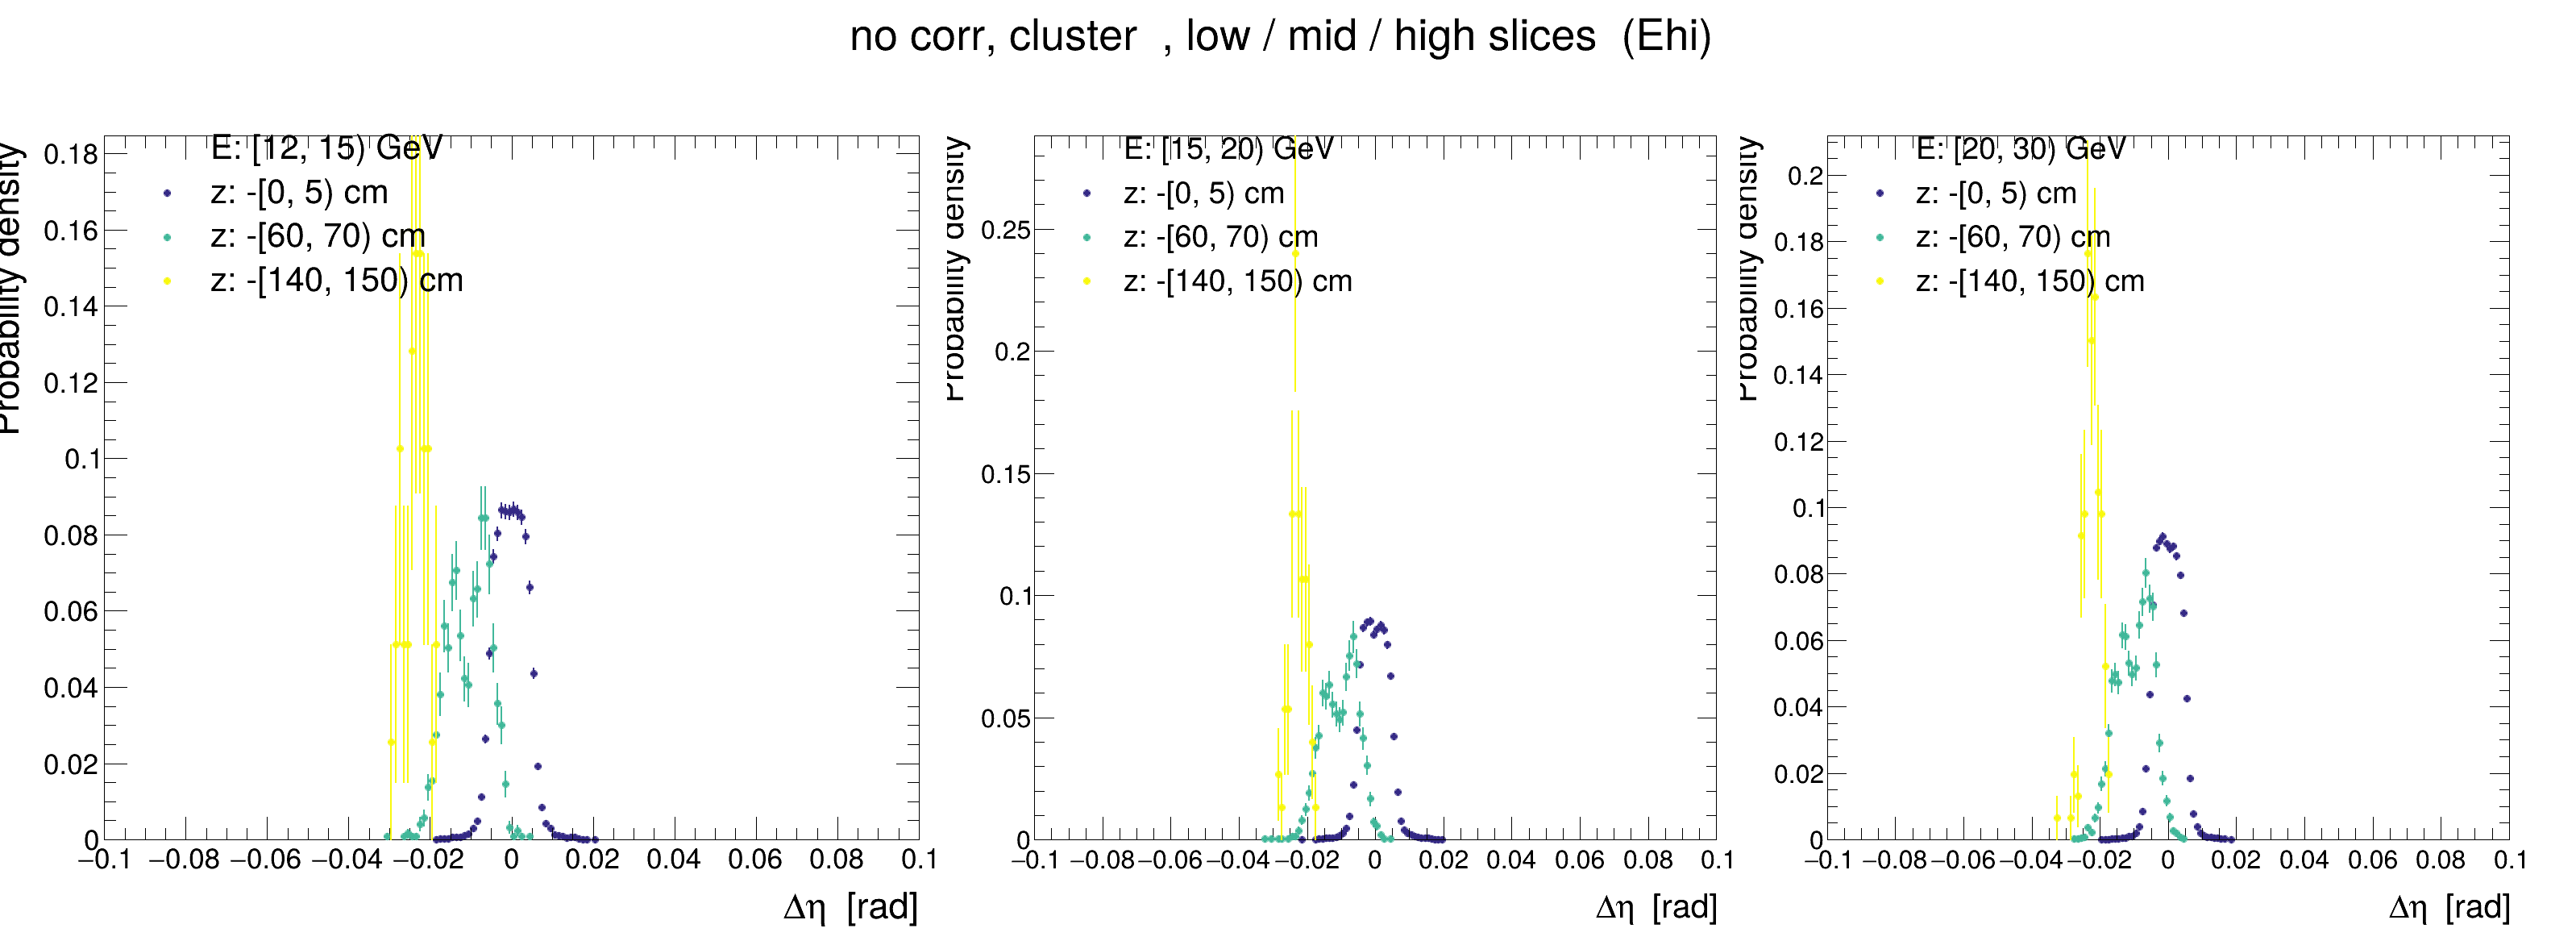 no corr, cluster , low / mid / high slices (Ehi)
Probability density
E: [12, 15) GeV
z: -[0, 5) cm
z: -[60, 70) cm
z: -[140, 150) cm
0.18
0.16
0.14
0.12
0.1
0.08
0.06
0.04
0.02
0
−0.1 −0.08 −0.06 −0.04 −0.02 0 0.02 0.04 0.06 0.08 0.1
Δη [rad]
Probability density
E: [15, 20) GeV
z: -[0, 5) cm
z: -[60, 70) cm
z: -[140, 150) cm
0.25
0.2
0.15
0.1
0.05
0
−0.1 −0.08 −0.06 −0.04 −0.02 0 0.02 0.04 0.06 0.08 0.1
Δη [rad]
Probability density
E: [20, 30) GeV
z: -[0, 5) cm
z: -[60, 70) cm
z: -[140, 150) cm
0.2
0.18
0.16
0.14
0.12
0.1
0.08
0.06
0.04
0.02
0
−0.1 −0.08 −0.06 −0.04 −0.02 0 0.02 0.04 0.06 0.08 0.1
Δη [rad]